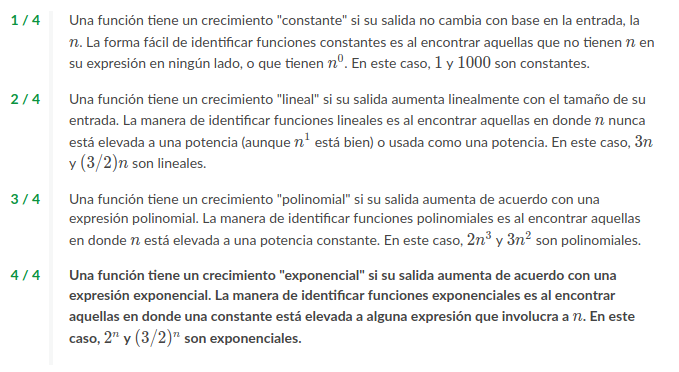 1 / 4 Una función tiene un crecimiento "constante" si su salida no cambia con base en la entrada, la
n. La forma fácil de identificar funciones constantes es al encontrar aquellas que no tienen n en
su expresión en ningún lado, o que tienen n⁰. En este caso, 1 y 1000 son constantes.
2 / 4 Una función tiene un crecimiento "lineal" si su salida aumenta linealmente con el tamaño de su
entrada. La manera de identificar funciones lineales es al encontrar aquellas en donde n nunca
está elevada a una potencia (aunque n¹ está bien) o usada como una potencia. En este caso, 3n
y (3/2)n son lineales.
3 / 4 Una función tiene un crecimiento "polinomial" si su salida aumenta de acuerdo con una
expresión polinomial. La manera de identificar funciones polinomiales es al encontrar aquellas
en donde n está elevada a una potencia constante. En este caso, 2n³ y 3n² son polinomiales.
4 / 4 Una función tiene un crecimiento "exponencial" si su salida aumenta de acuerdo con una
expresión exponencial. La manera de identificar funciones exponenciales es al encontrar
aquellas en donde una constante está elevada a alguna expresión que involucra a n. En este
caso, 2ⁿ y (3/2)ⁿ son exponenciales.